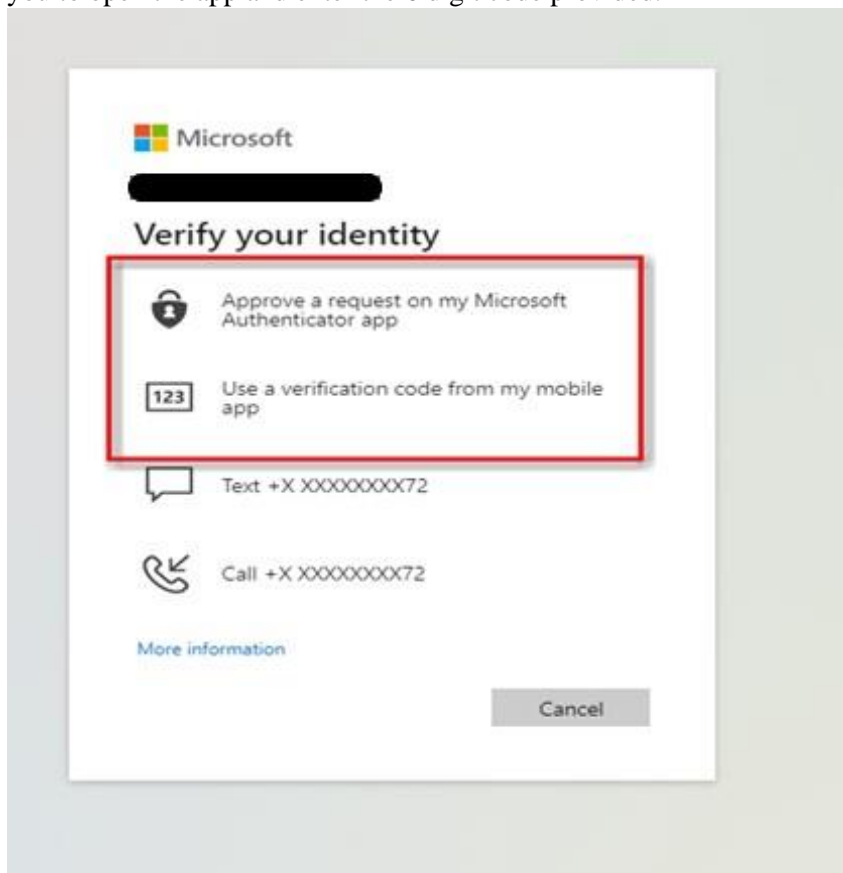 Microsoft
Verify your identity
Approve a request on my Microsoft
Authenticator app
123
Use a verification code from my mobile
app
Text +X XXXXXXXX72
Call +X XXXXXXXX72
More information
Cancel